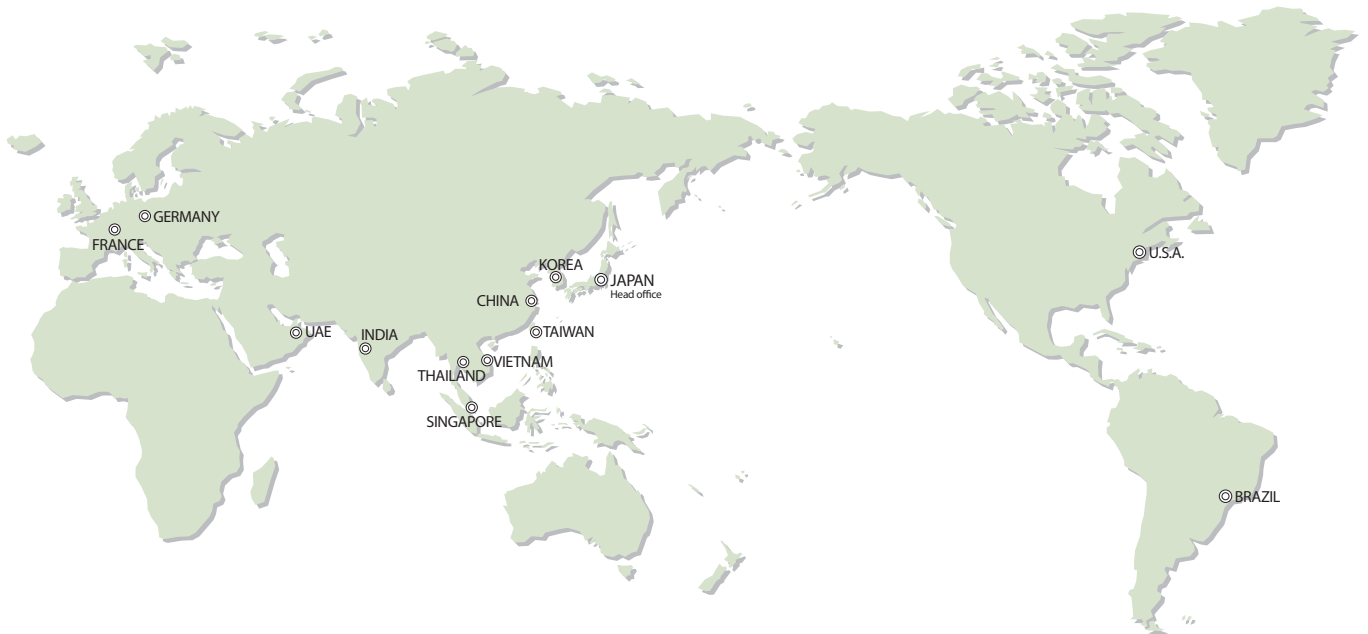 GERMANY
FRANCE
U.S.A.
KOREA
JAPAN
Head office
CHINA
UAE
INDIA
TAIWAN
THAILAND
VIETNAM
SINGAPORE
BRAZIL